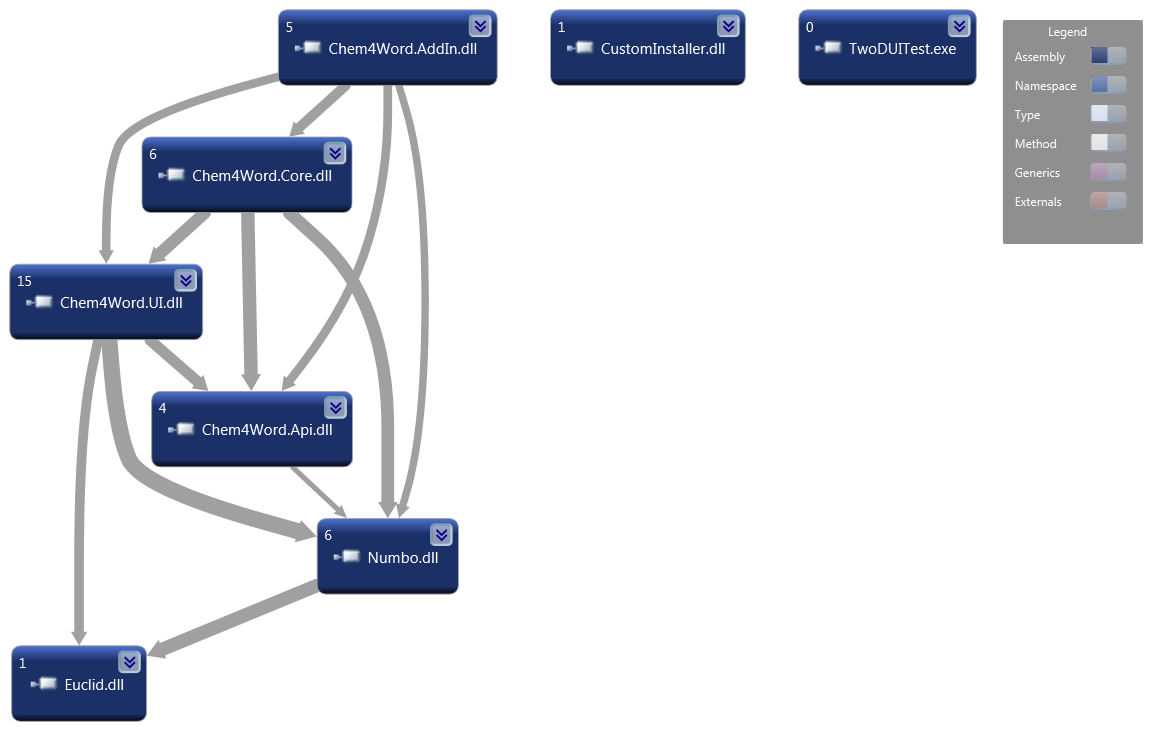 5
Chem4Word.AddIn.dll
1
CustomInstaller.dll
0
TwoDUITest.exe
Legend
Assembly
Namespace
Type
Method
Generics
Externals
6
Chem4Word.Core.dll
15
Chem4Word.UI.dll
4
Chem4Word.Api.dll
6
Numbo.dll
1
Euclid.dll